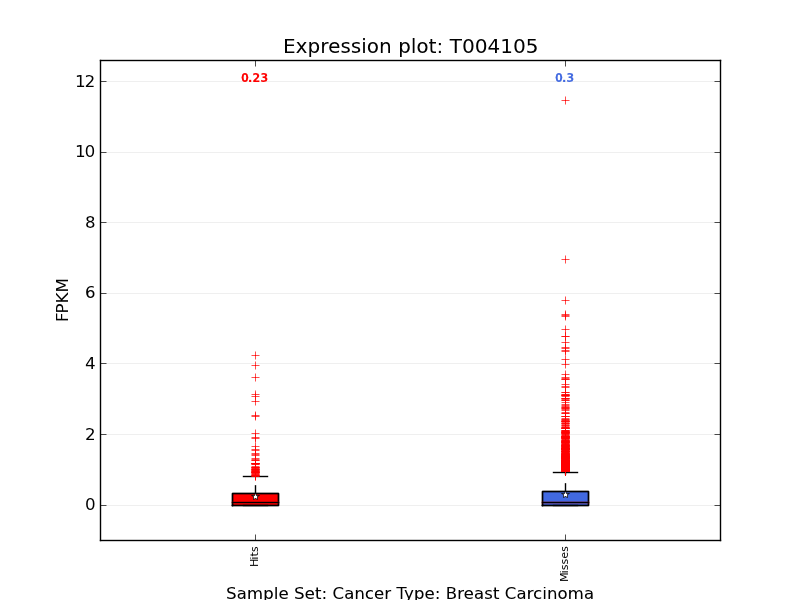 Expression plot: T004105
0.23
0.3
12
10
8
6
4
2
0
FPKM
Hits
Misses
Sample Set: Cancer Type: Breast Carcinoma